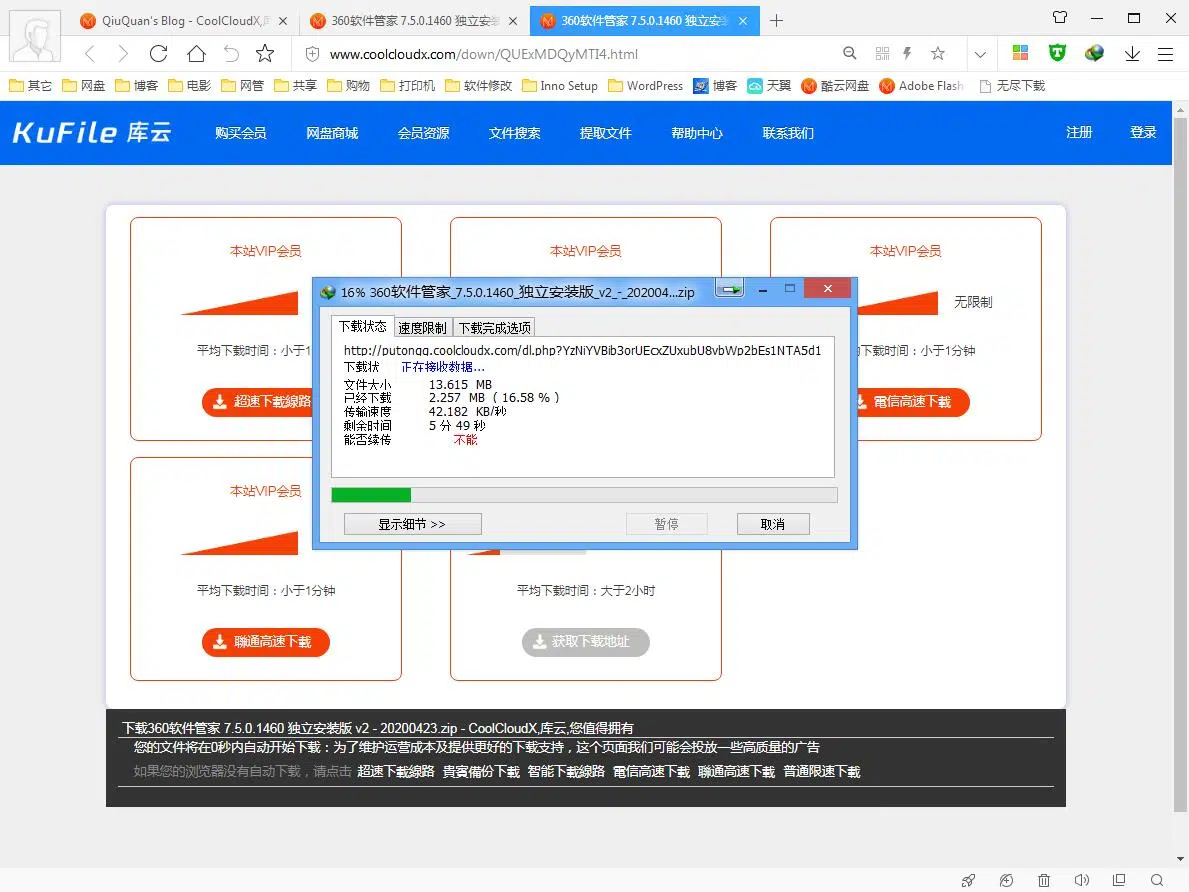 QiuQuan's Blog - CoolCloudX,
360软件管家 7.5.0.1460 独立安装
360软件管家 7.5.0.1460 独立安装
www.coolcloudx.com/down/QUExMDQyMTI4.html
其它 网盘 博客 电影 网管 共享 购物 打印机 软件修改 Inno Setup WordPress 博客 天翼 酷云网盘 Adobe Flash 无尽下载
KuFile 库云 购买会员 网盘商城 会员资源 文件搜索 提取文件 帮助中心 联系我们 注册 登录
本站VIP会员 本站VIP会员 本站VIP会员
无限制
平均下载时间：小于1
下载时间：小于1分钟
超速下載線路
電信高速下載
16% 360软件管家_7.5.0.1460_独立安装版_v2_-_202004...zip
下载状态 速度限制 下载完成选项
http://putongg.coolcloudx.com/dl.php?YzNiYVBib3orUEcxZUxubU8vbWp2bEs1NTA5d1
下载状 正在接收数据...
文件大小 13.615 MB
已经下载 2.257 MB ( 16.58 % )
传输速度 42.182 KB/秒
剩余时间 5 分 49 秒
能否续传 不能
显示细节 >> 暂停 取消
本站VIP会员
平均下载时间：小于1分钟 平均下载时间：大于2小时
聯通高速下載 获取下载地址
下载360软件管家 7.5.0.1460 独立安装版 v2 - 20200423.zip - CoolCloudX,库云,您值得拥有
您的文件将在0秒内自动开始下载：为了维护运营成本及提供更好的下载支持，这个页面我们可能会投放一些高质量的广告
如果您的浏览器没有自动下载，请点击 超速下載線路 貴賓備份下載 智能下載線路 電信高速下載 聯通高速下載 普通限速下載